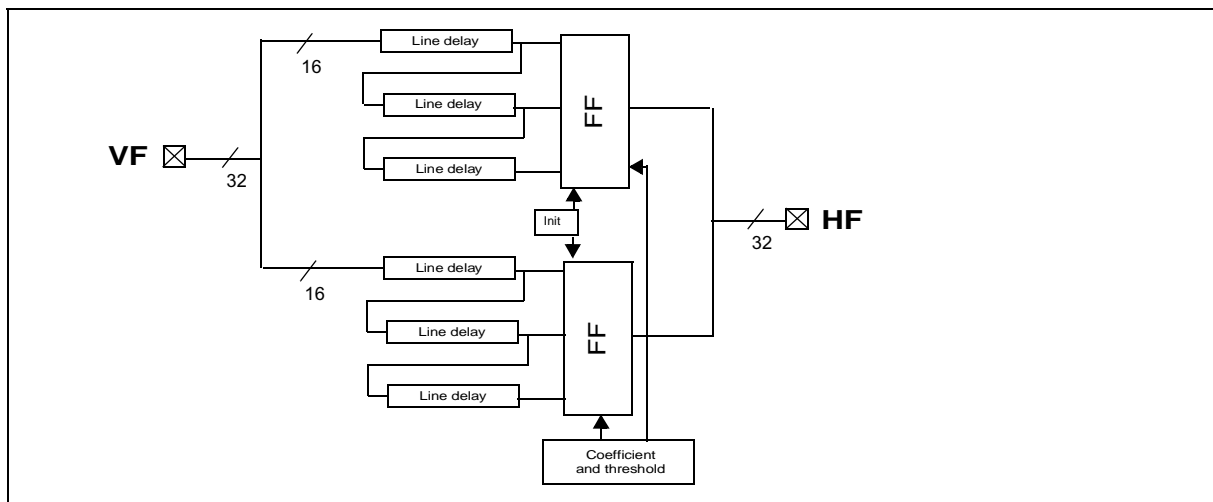 Line delay
16
Line delay
FF
Line delay
VF
32
Init
HF
32
Line delay
16
Line delay
FF
Line delay
Coefficient
and threshold